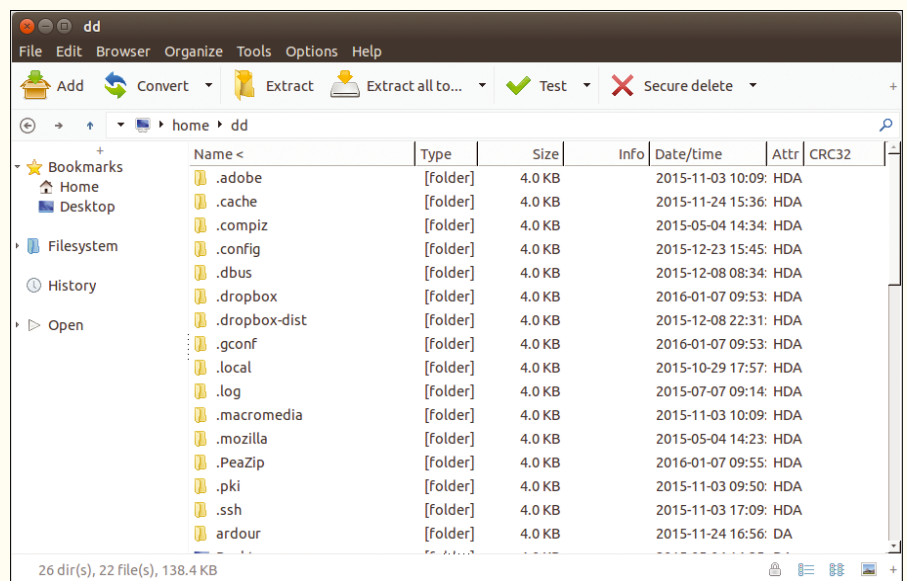 dd
File Edit Browser Organize Tools Options Help
Add Convert Extract Extract all to... Test Secure delete +
home dd
+
Bookmarks
Home
Desktop
Filesystem
History
Open
Name < Type Size Info Date/time Attr CRC32
.adobe [folder] 4.0 KB 2015-11-03 10:09: HDA
.cache [folder] 4.0 KB 2015-11-24 15:36: HDA
.compiz [folder] 4.0 KB 2015-05-04 14:34: HDA
.config [folder] 4.0 KB 2015-12-23 15:45: HDA
.dbus [folder] 4.0 KB 2015-12-08 08:34: HDA
.dropbox [folder] 4.0 KB 2016-01-07 09:53: HDA
.dropbox-dist [folder] 4.0 KB 2015-12-08 22:31: HDA
.gconf [folder] 4.0 KB 2016-01-07 09:53: HDA
.local [folder] 4.0 KB 2015-10-29 17:57: HDA
.log [folder] 4.0 KB 2015-07-07 09:14: HDA
.macromedia [folder] 4.0 KB 2015-11-03 10:09: HDA
.mozilla [folder] 4.0 KB 2015-05-04 14:23: HDA
.PeaZip [folder] 4.0 KB 2016-01-07 09:55: HDA
.pki [folder] 4.0 KB 2015-11-03 09:50: HDA
.ssh [folder] 4.0 KB 2015-11-03 17:09: HDA
ardour [folder] 4.0 KB 2015-11-24 16:56: DA
26 dir(s), 22 file(s), 138.4 KB +